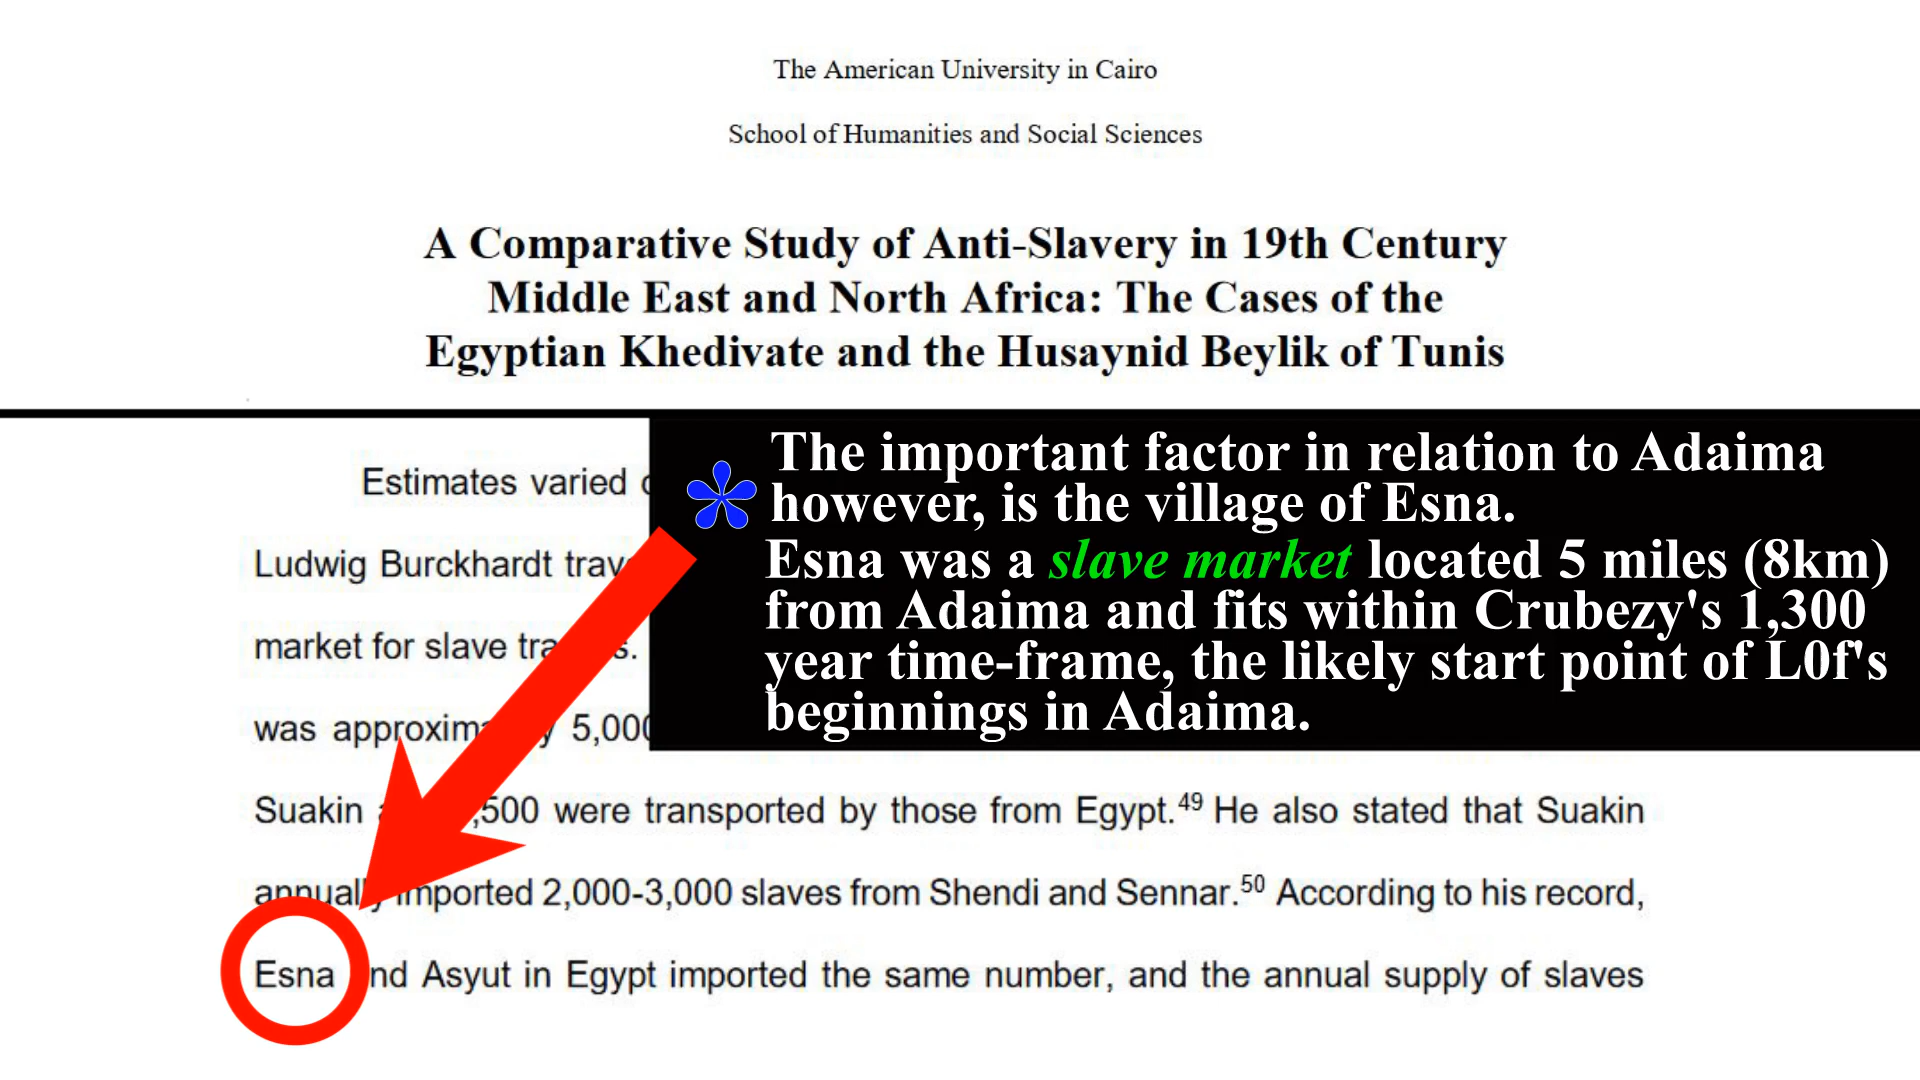 The American University in Cairo
School of Humanities and Social Sciences
A Comparative Study of Anti-Slavery in 19th Century
Middle East and North Africa: The Cases of the
Egyptian Khedivate and the Husaynid Beylik of Tunis
The important factor in relation to Adaima
however, is the village of Esna.
Esna was a slave market located 5 miles (8km)
from Adaima and fits within Crubezy's 1,300
year time-frame, the likely start point of L0f's
beginnings in Adaima.
Estimates varied
Ludwig Burckhardt
market for slave
was 5,000
Suakin were transported by those from Egypt.49 He also stated that Suakin
annually imported 2,000-3,000 slaves from Shendi and Sennar.50 According to his record,
Esna and Asyut in Egypt imported the same number, and the annual supply of slaves